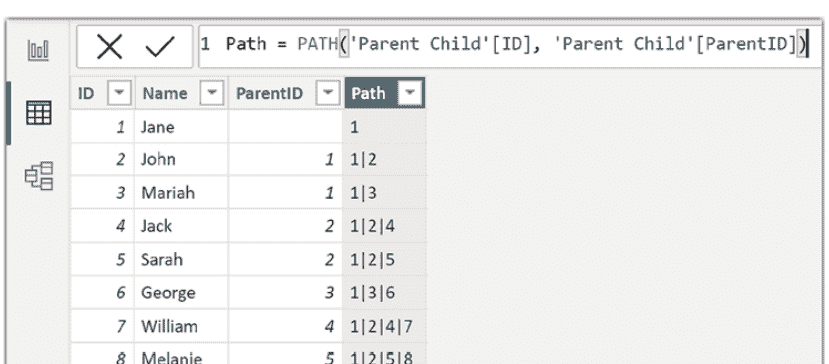 1 Path = PATH('Parent Child'[ID], 'Parent Child'[ParentID])
ID Name ParentID Path
1 Jane 1
2 John 1 1|2
3 Mariah 1 1|3
4 Jack 2 1|2|4
5 Sarah 2 1|2|5
6 George 3 1|3|6
7 William 4 1|2|4|7
8 Melanie 5 1|2|5|8